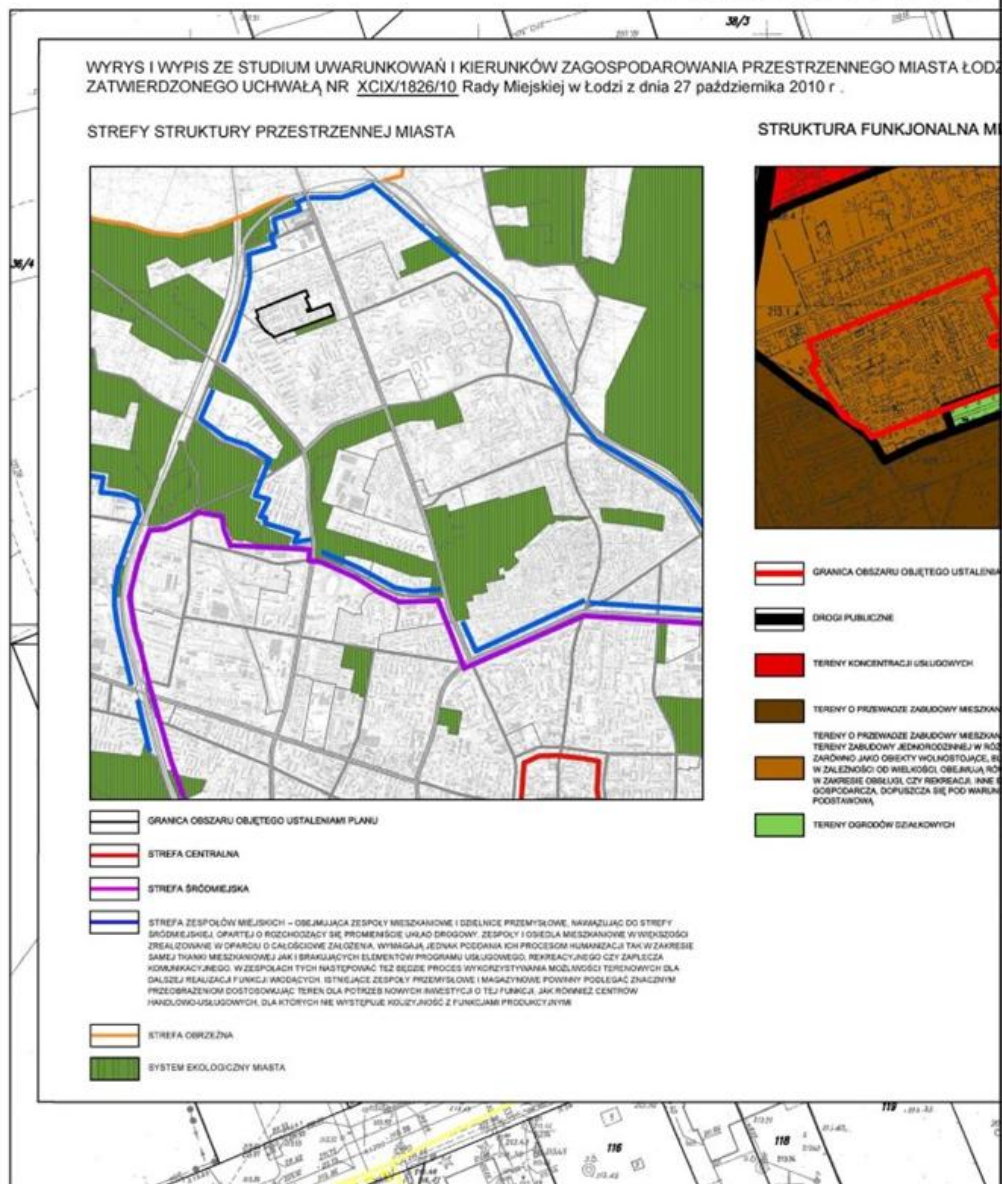 38/3
WYRYS I WYPIS ZE STUDIUM UWARUNKOWAŃ I KIERUNKÓW ZAGOSPODAROWANIA PRZESTRZENNEGO MIASTA ŁODZ
ZATWIERDZONEGO UCHWAŁĄ NR XCIX/1826/10 Rady Miejskiej w Łodzi z dnia 27 października 2010 r .
STREFY STRUKTURY PRZESTRZENNEJ MIASTA
STRUKTURA FUNKJONALNA MI
36/4
213.1.4
GRANICA OBSZARU OBJĘTEGO USTALENIA
DROGI PUBLICZNE
TERENY KONCENTRACJI USŁUGOWYCH
TERENY O PRZEWADZE ZABUDOWY MIESZKAN
TERENY O PRZEWADZE ZABUDOWY MIESZKAN
TERENY ZABUDOWY JEDNORODZINNEJ W RÓŻ
ZARÓWNO JAKO OBIEKTY WOLNOSTOJĄCE, BL
W ZALEŻNOŚCI OD WIELKOŚCI, OBEJMUJĄ RÓ
W ZAKRESIE OBSŁUGI, CZY REKREACJI, INNE
GOSPODARCZA, DOPUSZCZA SIĘ POD WARUN
PODSTAWOWĄ.
TERENY OGRODÓW DZIAŁKOWYCH
GRANICA OBSZARU OBJĘTEGO USTALENIAMI PLANU
STREFA CENTRALNA
STREFA ŚRÓDMIEJSKA
STREFA ZESPOŁÓW MIEJSKICH – OBEJMUJĄCA ZESPOŁY MIESZKANIOWE I DZIELNICE PRZEMYSŁOWE, NAWIĄZUJĄC DO STREFY
ŚRÓDMIEJSKIEJ, OPARTEJ O ROZCHODZĄCY SIĘ PROMIENIŚCIE UKŁAD DROGOWY. ZESPOŁY I OSIEDLA MIESZKANIOWE W WIĘKSZOŚCI
ZREALIZOWANE W OPARCIU O CAŁOŚCIOWE ZAŁOŻENIA, WYMAGAJĄ JEDNAK PODDANIA ICH PROCESOM HUMANIZACJI TAK W ZAKRESIE
SAMEJ TKANKI MIESZKANIOWEJ JAK I BRAKUJĄCYCH ELEMENTÓW PROGRAMU USŁUGOWEGO, REKREACYJNEGO CZY ZAPLECZA
KOMUNIKACYJNEGO. W ZESPOŁACH TYCH NASTĘPOWAĆ TEŻ BĘDZIE PROCES WYKORZYSTYWANIA MOŻLIWOŚCI TERENOWYCH DLA
DALSZEJ REALIZACJI FUNKCJI WIODĄCYCH. ISTNIEJĄCE ZESPOŁY PRZEMYSŁOWE I MAGAZYNOWE POWINNY PODLEGAĆ ZNACZNYM
PRZEOBRAŻENIOM DOSTOSOWUJĄC TEREN DLA POTRZEB NOWYCH INWESTYCJI O TEJ FUNKCJI, JAK RÓWNIEŻ CENTRÓW
HANDLOWO-USŁUGOWYCH, DLA KTÓRYCH NIE WYSTĘPUJE KOLIZYJNOŚĆ Z FUNKCJAMI PRODUKCYJNYMI
STREFA OBRZEŻNA
SYSTEM EKOLOGICZNY MIASTA
116
118
119